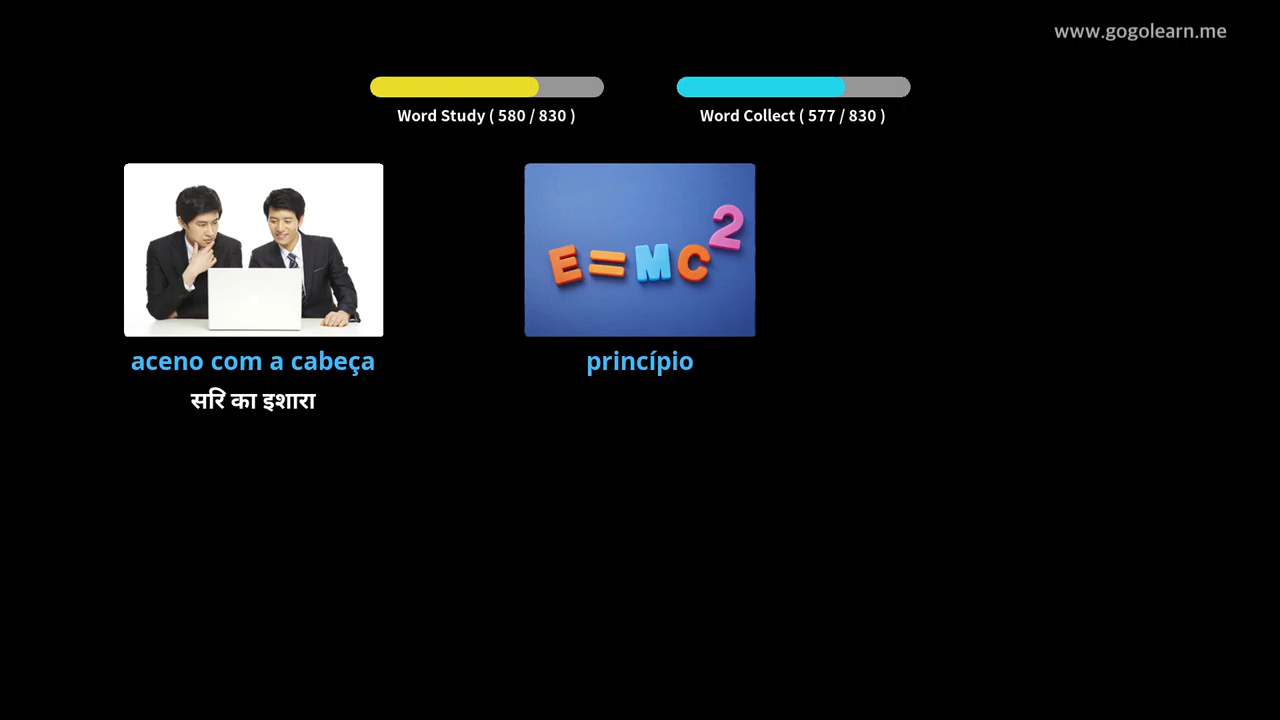 www.gogolearn.me
Word Study ( 580 / 830 )
Word Collect ( 577 / 830 )
E=MC2
aceno com a cabeça
princípio
सरि का इशारा